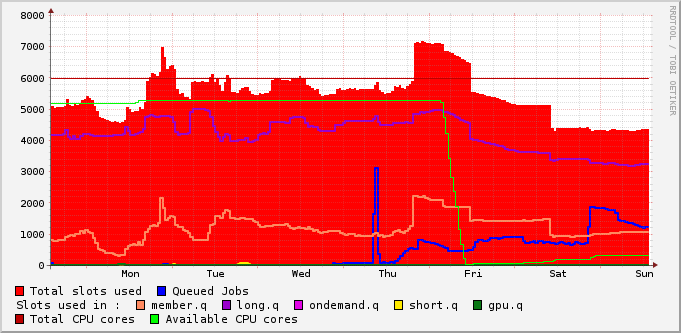 RRDTOOL / TOBI OETIKER
8000
7000
6000
5000
4000
3000
2000
1000
0
Mon Tue Wed Thu Fri Sat Sun
Total slots used Queued Jobs
Slots used in : member.q long.q ondemand.q short.q gpu.q
Total CPU cores Available CPU cores